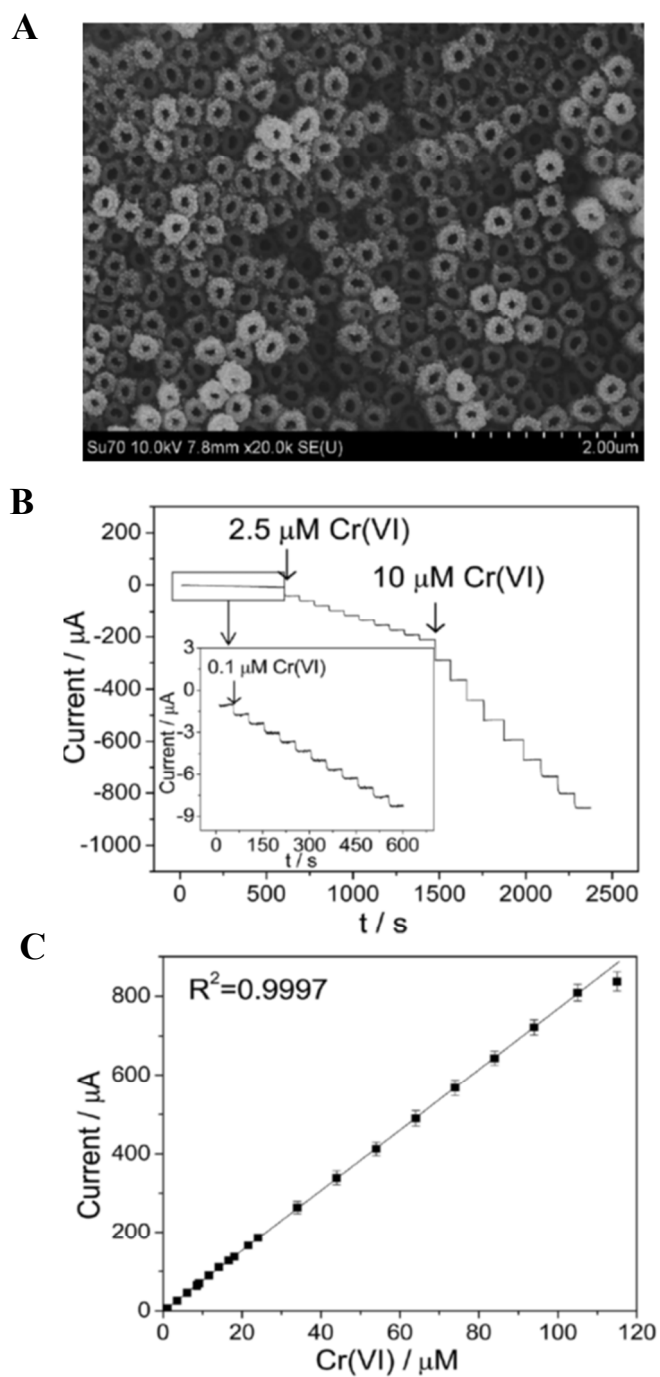 A
Su70 10.0kV 7.8mm x20.0k SE(U)
2.00um
B
200
0
-200
-400
-600
-800
-1000
Current / μA
2.5 μM Cr(VI)
10 μM Cr(VI)
3
0
-3
-6
-9
Current / μA
0.1 μM Cr(VI)
0 150 300 450 600
t / s
0 500 1000 1500 2000 2500
t / s
C
R²=0.9997
800
600
400
200
0
Current / μA
0 20 40 60 80 100 120
Cr(VI) / μM